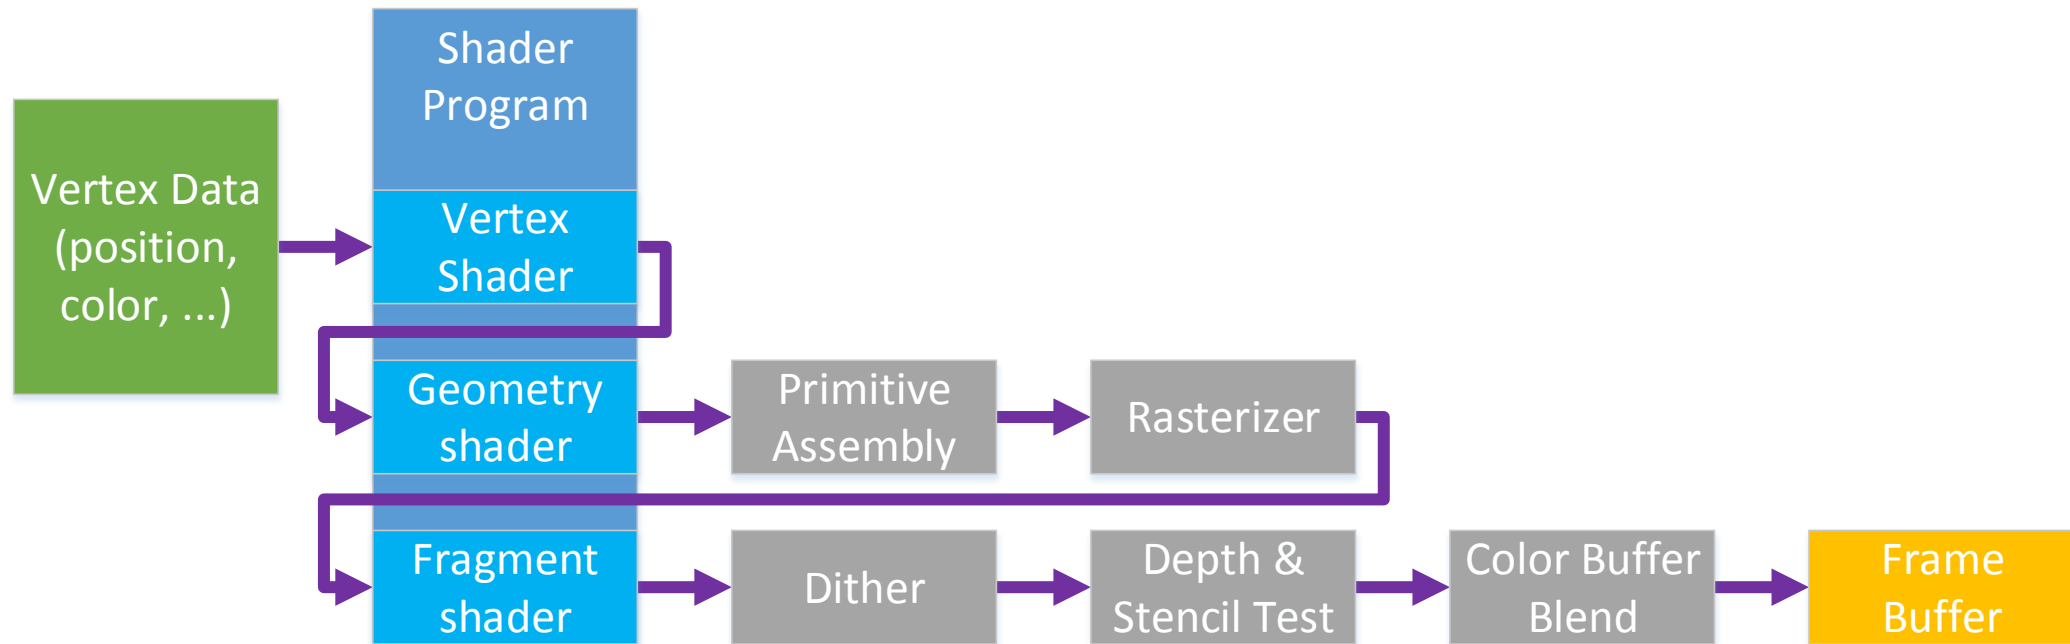 Shader
Program
Vertex Data
(position,
color, ...)
Vertex
Shader
Geometry
shader
Primitive
Assembly
Rasterizer
Fragment
shader
Dither
Depth &
Stencil Test
Color Buffer
Blend
Frame
Buffer